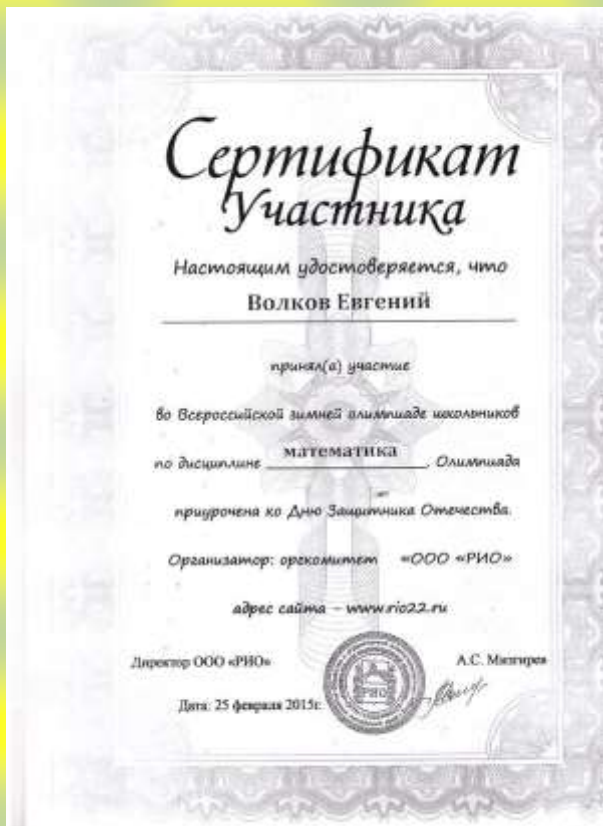 Сертификат
Участника
Настоящим удостоверяется, что
Волков Евгений
принял(а) участие
во Всероссийской зимней олимпиаде школьников
по дисциплине математика. Олимпиада
приурочена ко Дню Защитника Отечества.
Организатор: оргкомитет «ООО «РИО»
адрес сайта – www.rio22.ru
Директор ООО «РИО» А.С. Мизгирев
Дата: 25 февраля 2015г.
РИО